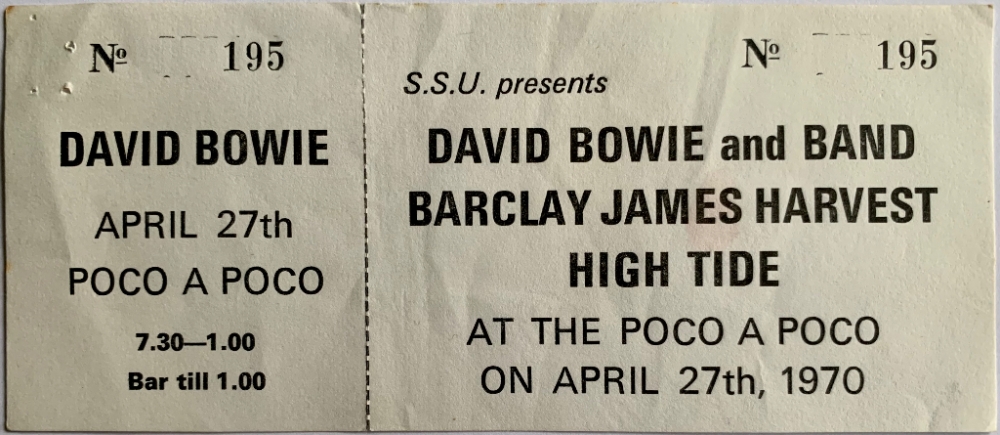 Nº 195
DAVID BOWIE
APRIL 27th
POCO A POCO
7.30—1.00
Bar till 1.00
Nº 195
S.S.U. presents
DAVID BOWIE and BAND
BARCLAY JAMES HARVEST
HIGH TIDE
AT THE POCO A POCO
ON APRIL 27th, 1970